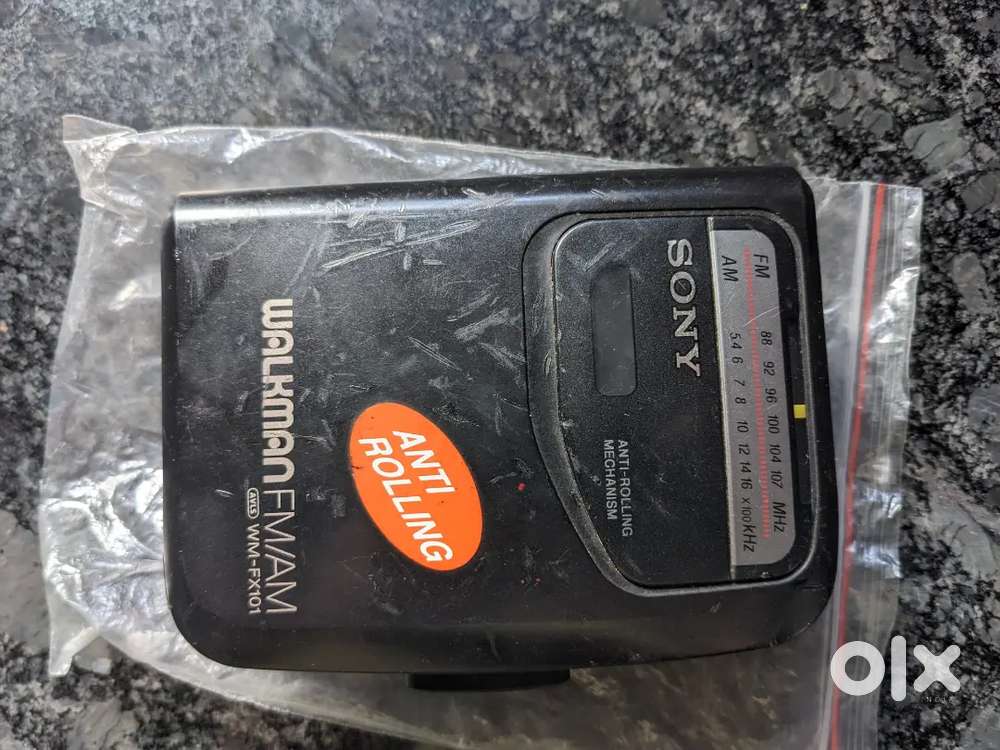 FM 88 92 96 100 104 107 MHz
AM 5.4 6 7 8 10 12 14 16 x 100kHz
SONY
ANTI-ROLLING
MECHANISM
ANTI
ROLLING
WALKMAN FM/AM
AVLS WM-FX101
olx